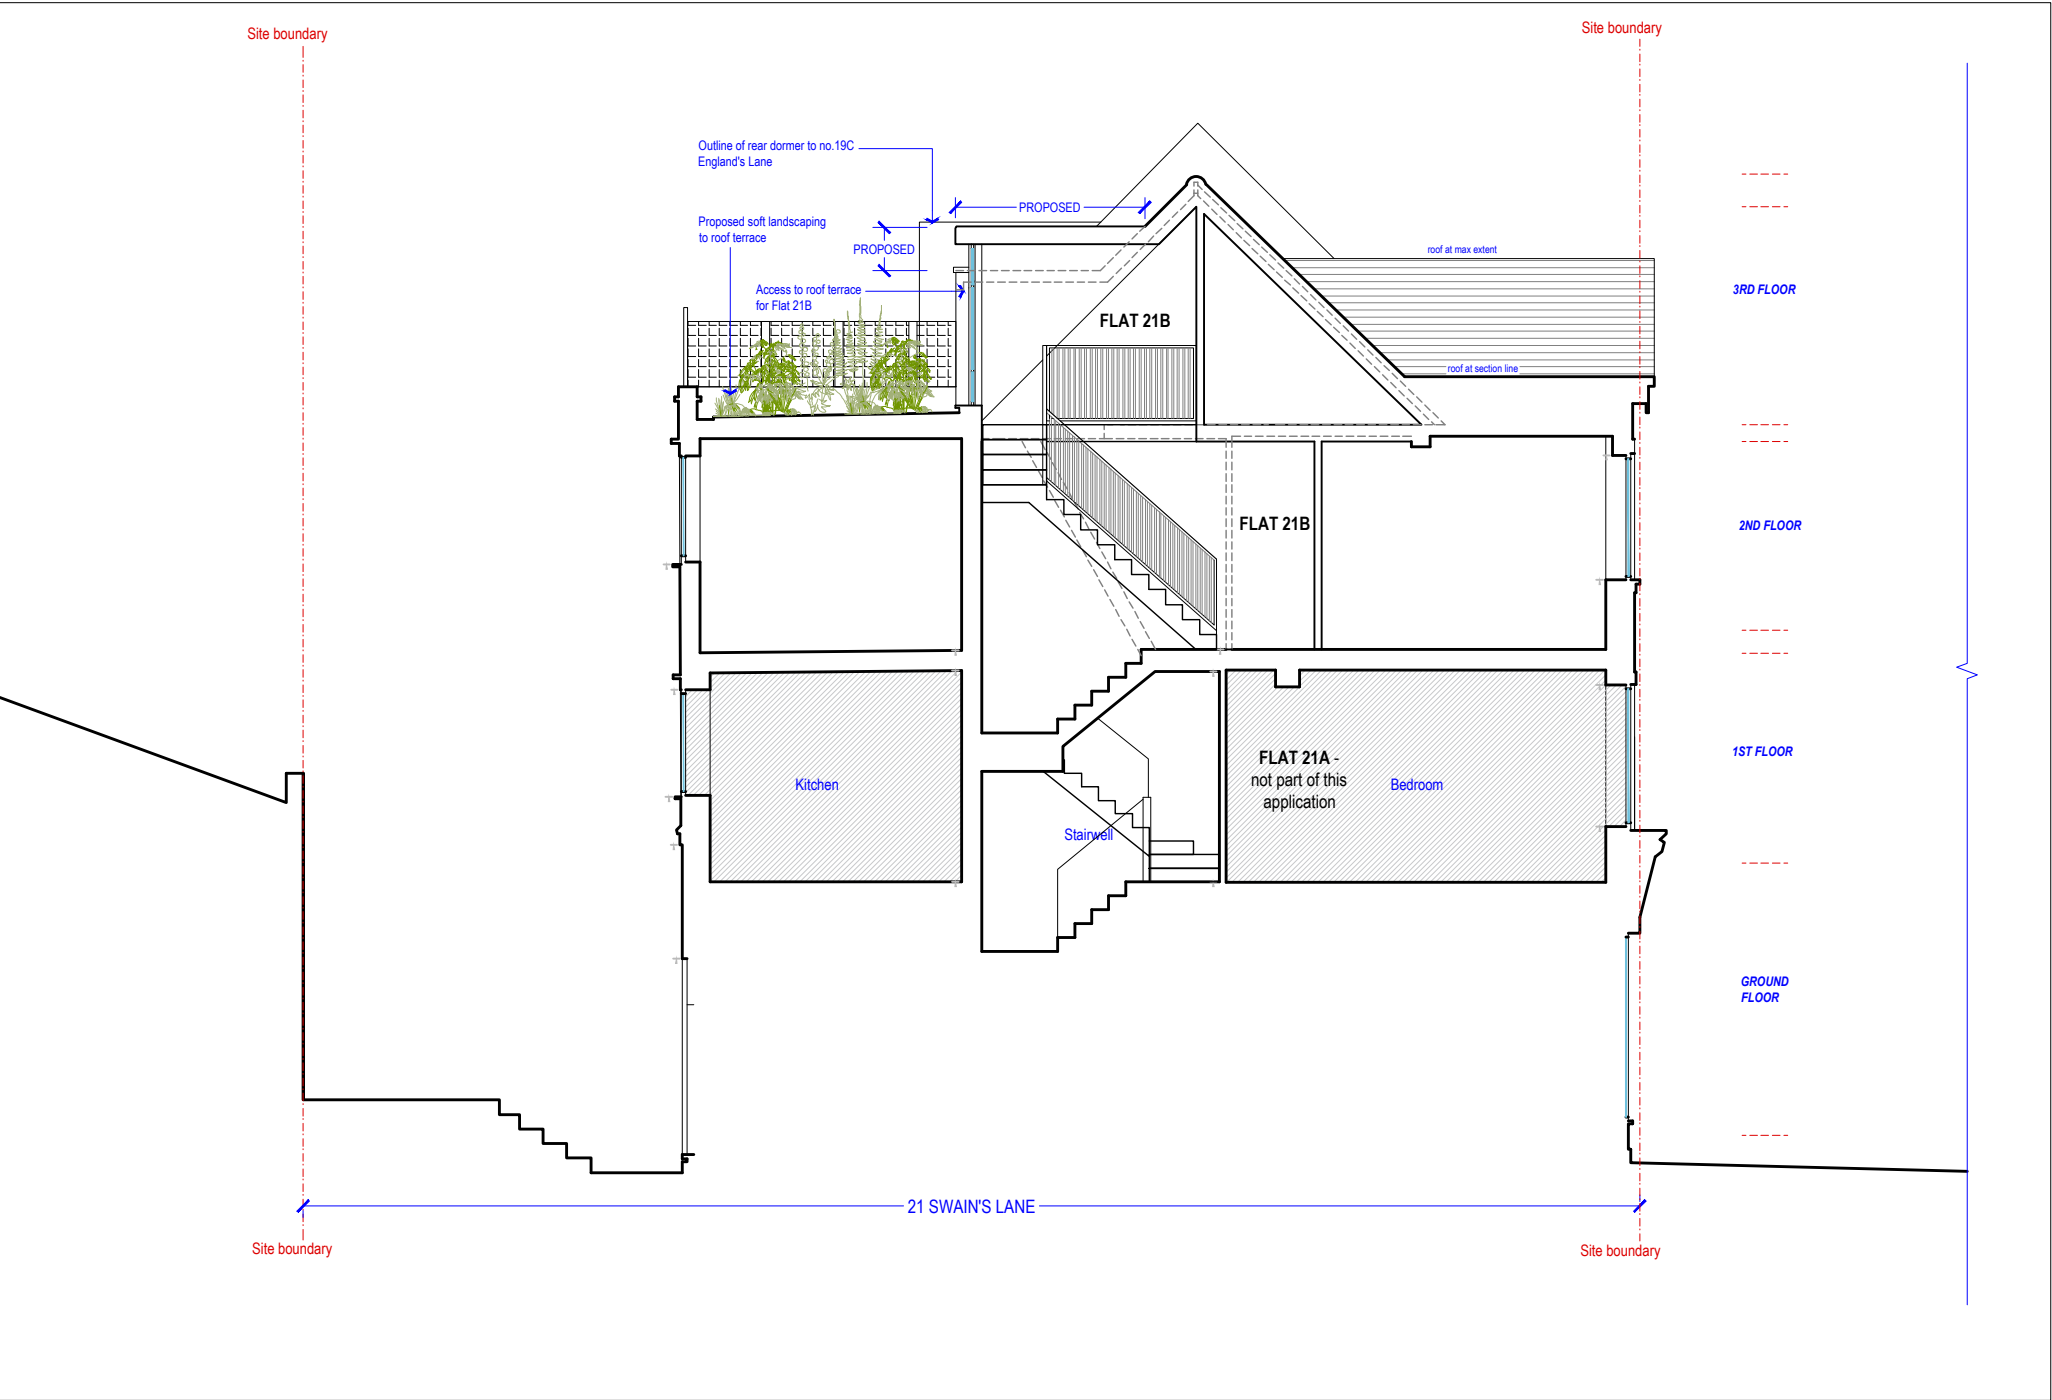 Site boundary
Site boundary
Outline of rear dormer to no.19C
England's Lane
PROPOSED
Proposed soft landscaping
to roof terrace
PROPOSED
roof at max extent
Access to roof terrace
for Flat 21B
3RD FLOOR
FLAT 21B
roof at section line
FLAT 21B
2ND FLOOR
1ST FLOOR
FLAT 21A -
not part of this
application
Kitchen
Bedroom
Stairwell
GROUND
FLOOR
21 SWAIN'S LANE
Site boundary
Site boundary